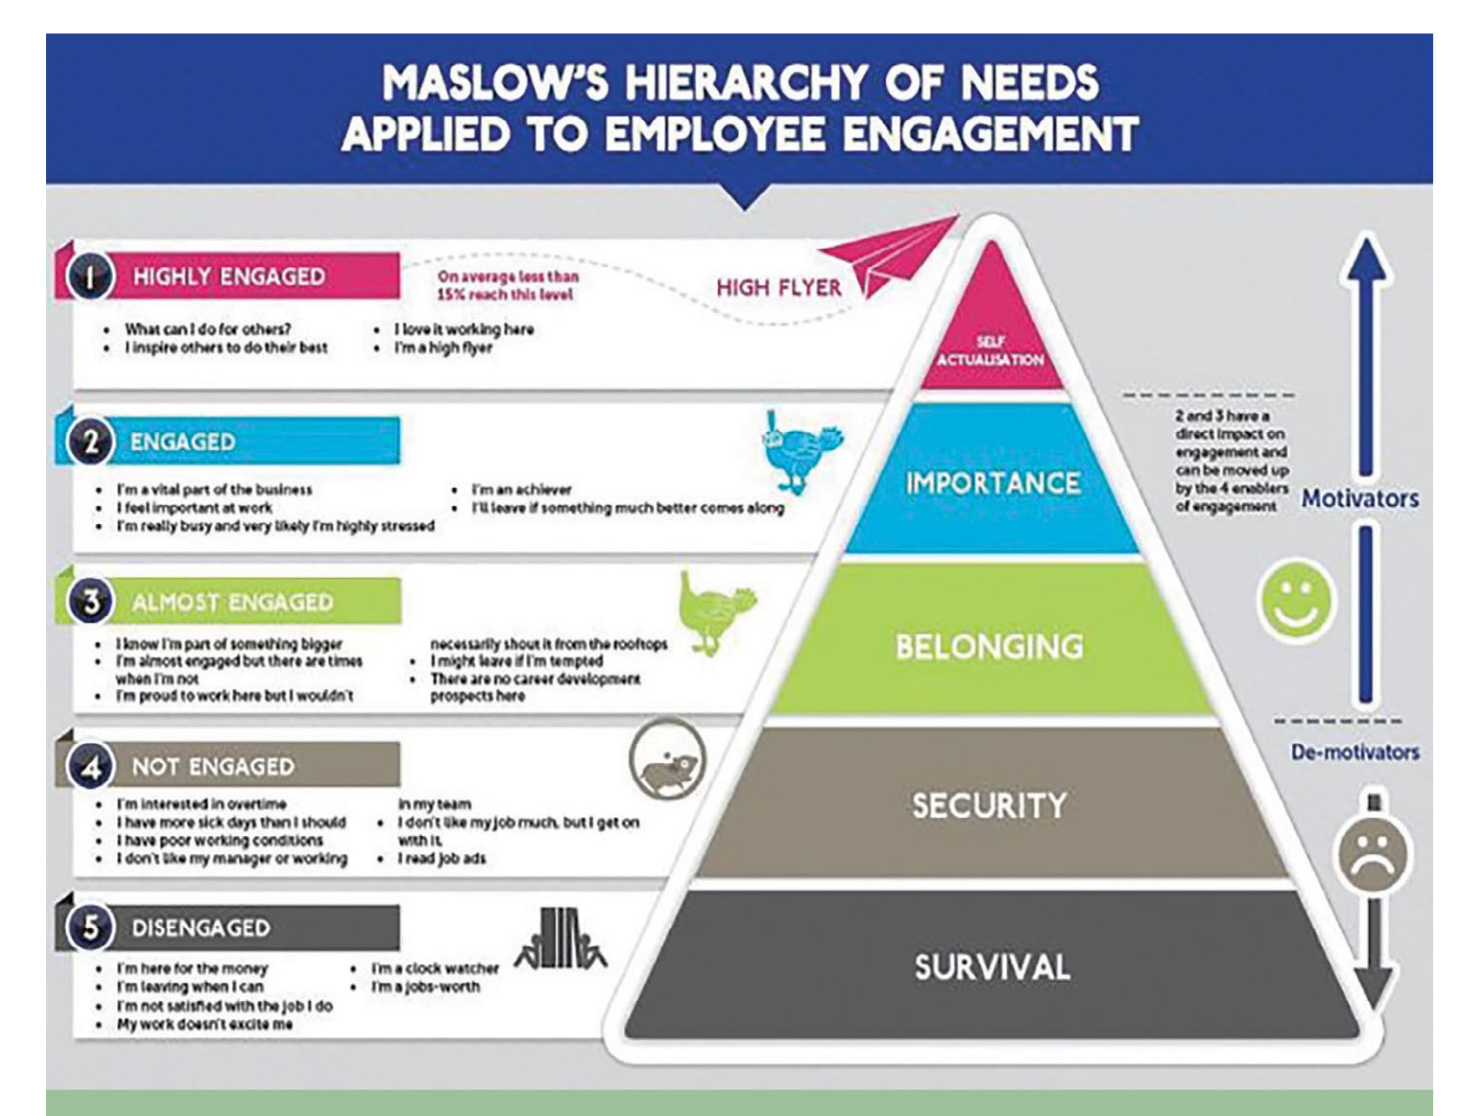 MASLOW'S HIERARCHY OF NEEDS
APPLIED TO EMPLOYEE ENGAGEMENT
1 HIGHLY ENGAGED
On average less than
15% reach this level
HIGH FLYER
• What can I do for others?
• I inspire others to do their best
• I love it working here
• I'm a high flyer
SELF
ACTUALISATION
2 ENGAGED
• I'm a vital part of the business
• I feel important at work
• I'm really busy and very likely I'm highly stressed
• I'm an achiever
• I'll leave if something much better comes along
IMPORTANCE
2 and 3 have a
direct impact on
engagement and
can be moved up
by the 4 enablers
of engagement
Motivators
3 ALMOST ENGAGED
• I know I'm part of something bigger
• I'm almost engaged but there are times
when I'm not
• I'm proud to work here but I wouldn't
necessarily shout it from the rooftops
• I might leave if I'm tempted
• There are no career development
prospects here
BELONGING
De-motivators
4 NOT ENGAGED
• I'm interested in overtime
• I have more sick days than I should
• I have poor working conditions
• I don't like my manager or working
in my team
• I don't like my job much, but I get on
with it.
• I read job ads
SECURITY
5 DISENGAGED
• I'm here for the money
• I'm leaving when I can
• I'm not satisfied with the job I do
• My work doesn't excite me
• I'm a clock watcher
• I'm a jobs-worth
SURVIVAL